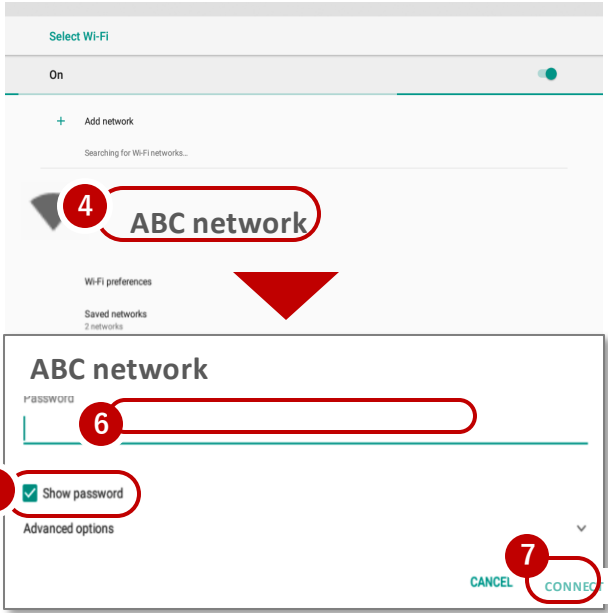 Select Wi-Fi
On
+ Add network
Searching for Wi-Fi networks...
4
ABC network
Wi-Fi preferences
Saved networks
2 networks
ABC network
Password
6
Show password
Advanced options
7
CANCEL CONNECT